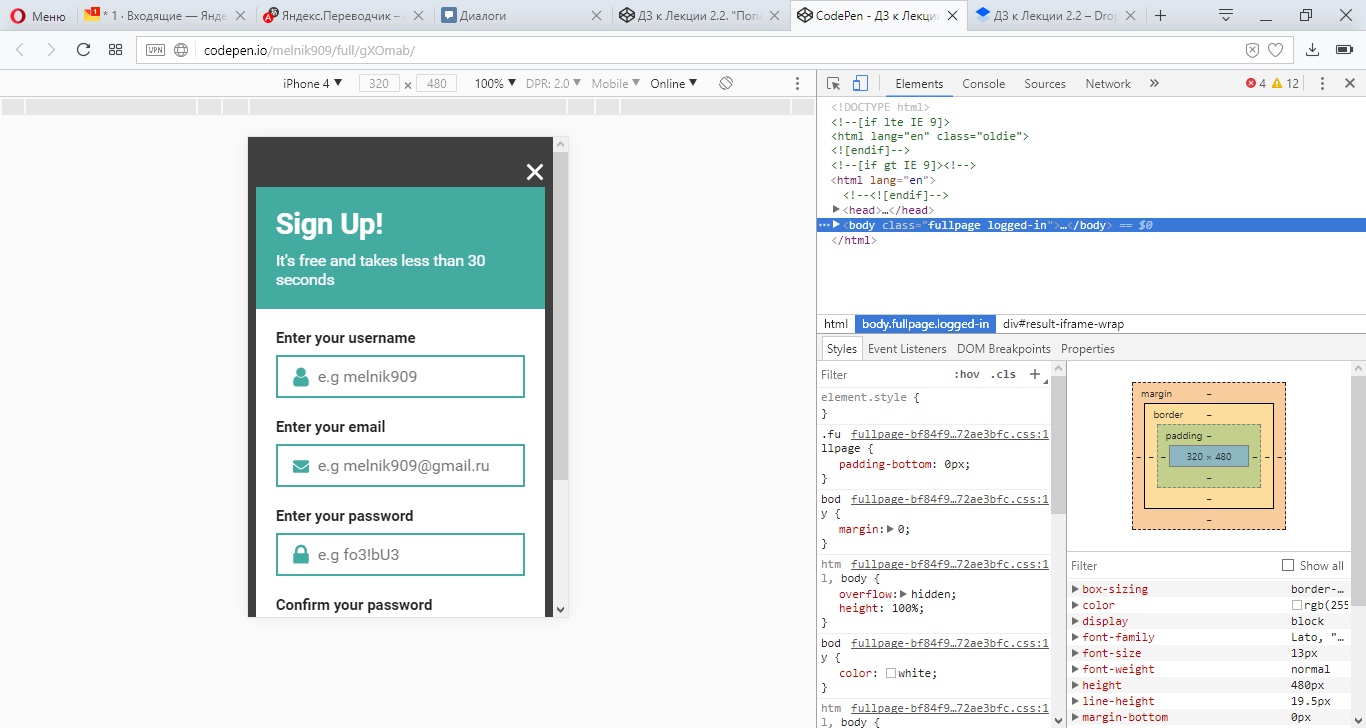 Меню
* 1 · Входящие — Янде
Яндекс.Переводчик –
Диалоги
ДЗ к Лекции 2.2. "Попа
CodePen - ДЗ к Лекци
ДЗ к Лекции 2.2 – Drop
VPN
codepen.io/melnik909/full/gXOmab/
iPhone 4 ▼ 320 × 480 100% ▼ DPR: 2.0 ▼ Mobile ▼ Online ▼
Elements Console Sources Network » 4 12
<!DOCTYPE html>
<!--[if lte IE 9]>
<html lang="en" class="oldie">
<![endif]-->
<!--[if gt IE 9]><!-->
<html lang="en">
<!--<![endif]-->
<head>…</head>
<body class="fullpage logged-in">…</body> == $0
</html>
html body.fullpage.logged-in div#result-iframe-wrap
Styles Event Listeners DOM Breakpoints Properties
Filter :hov .cls +
element.style {
}
.fu fullpage-bf84f9…72ae3bfc.css:1
llpage {
padding-bottom: 0px;
}
bod fullpage-bf84f9…72ae3bfc.css:1
y {
margin: 0;
}
htm fullpage-bf84f9…72ae3bfc.css:1
l, body {
overflow: hidden;
height: 100%;
}
bod fullpage-bf84f9…72ae3bfc.css:1
y {
color: white;
}
htm fullpage-bf84f9…72ae3bfc.css:1
l, body {
margin –
border –
padding –
– – – 320 × 480 – – –
–
–
–
Filter Show all
box-sizing border-…
color rgb(255
display block
font-family Lato, "…
font-size 13px
font-weight normal
height 480px
line-height 19.5px
margin-bottom 0px
Sign Up!
It's free and takes less than 30
seconds
Enter your username
e.g melnik909
Enter your email
e.g melnik909@gmail.ru
Enter your password
e.g fo3!bU3
Confirm your password